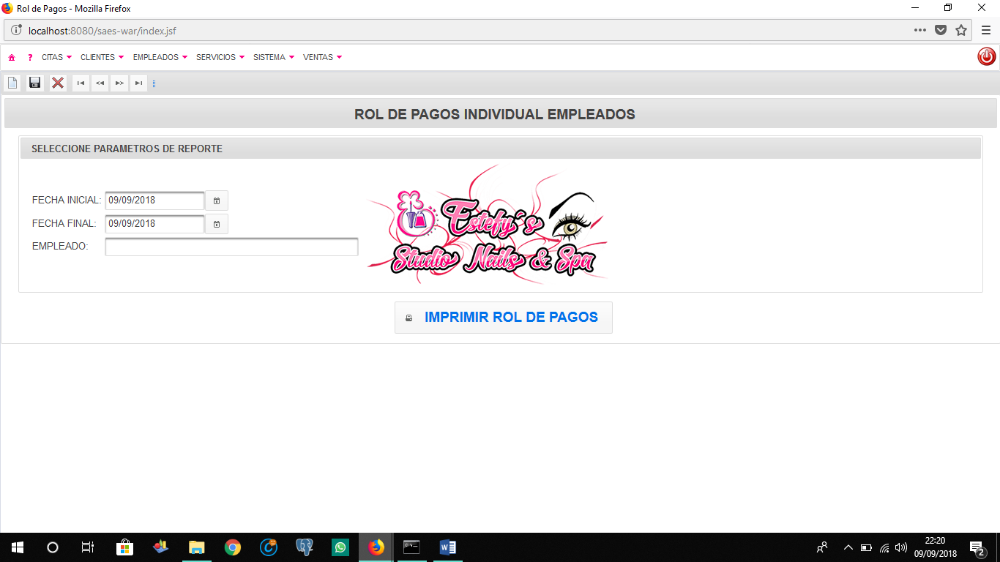 Rol de Pagos - Mozilla Firefox
localhost:8080/saes-war/index.jsf
? CITAS CLIENTES EMPLEADOS SERVICIOS SISTEMA VENTAS
ROL DE PAGOS INDIVIDUAL EMPLEADOS
SELECCIONE PARAMETROS DE REPORTE
FECHA INICIAL: 09/09/2018
FECHA FINAL: 09/09/2018
EMPLEADO:
Estefy´s
Studio Nails & Spa
IMPRIMIR ROL DE PAGOS
22:20
09/09/2018
2